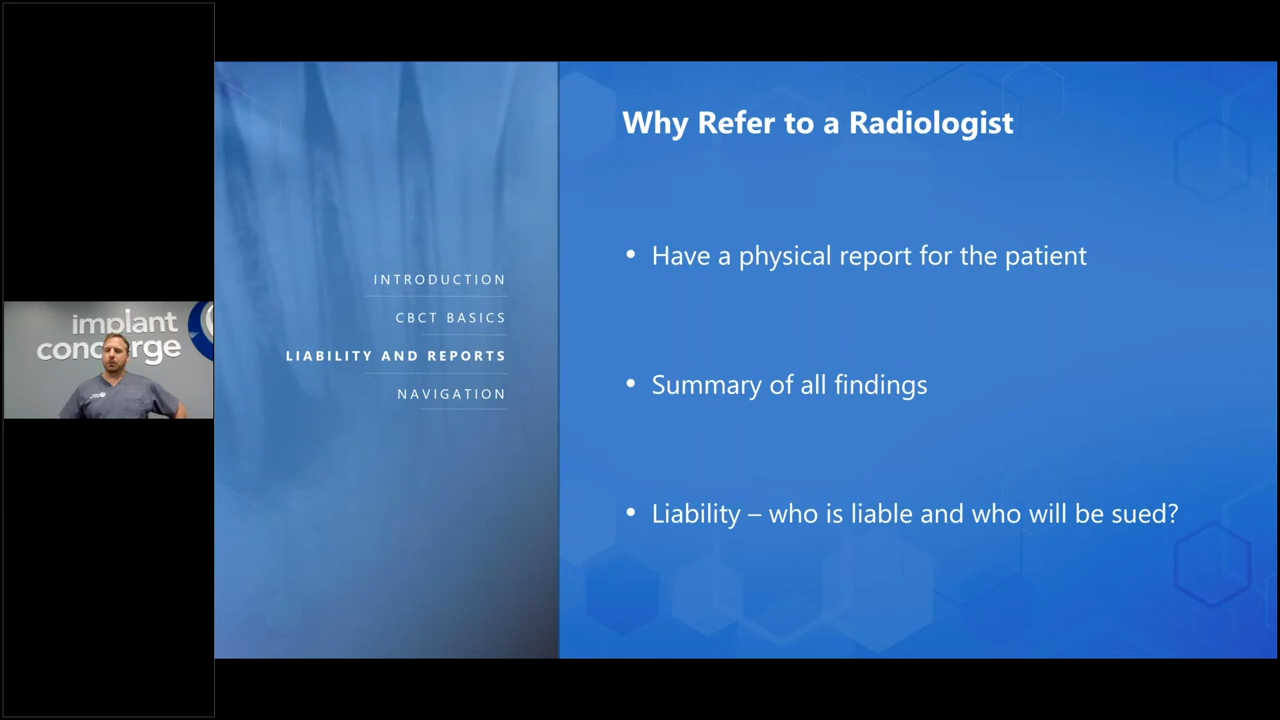 implant
concierge
INTRODUCTION
CBCT BASICS
LIABILITY AND REPORTS
NAVIGATION
Why Refer to a Radiologist
• Have a physical report for the patient
• Summary of all findings
• Liability – who is liable and who will be sued?